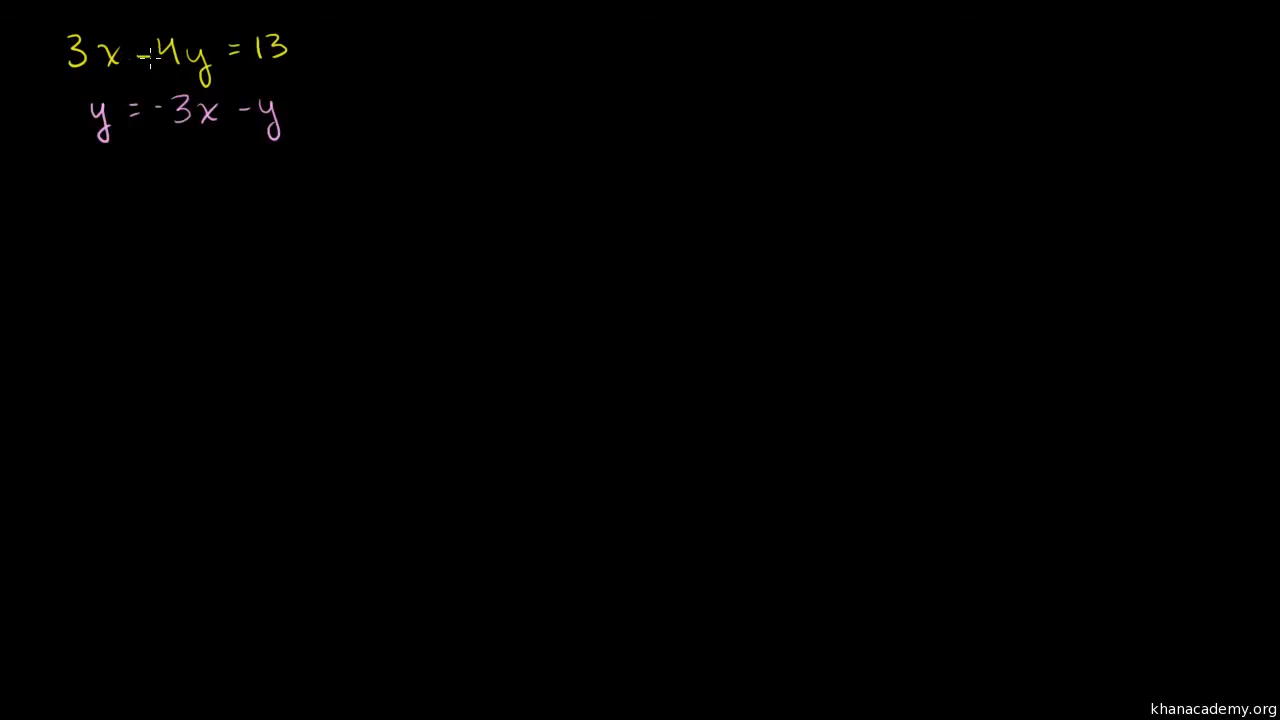 3x - 4y = 13
y = -3x - y
khanacademy.org